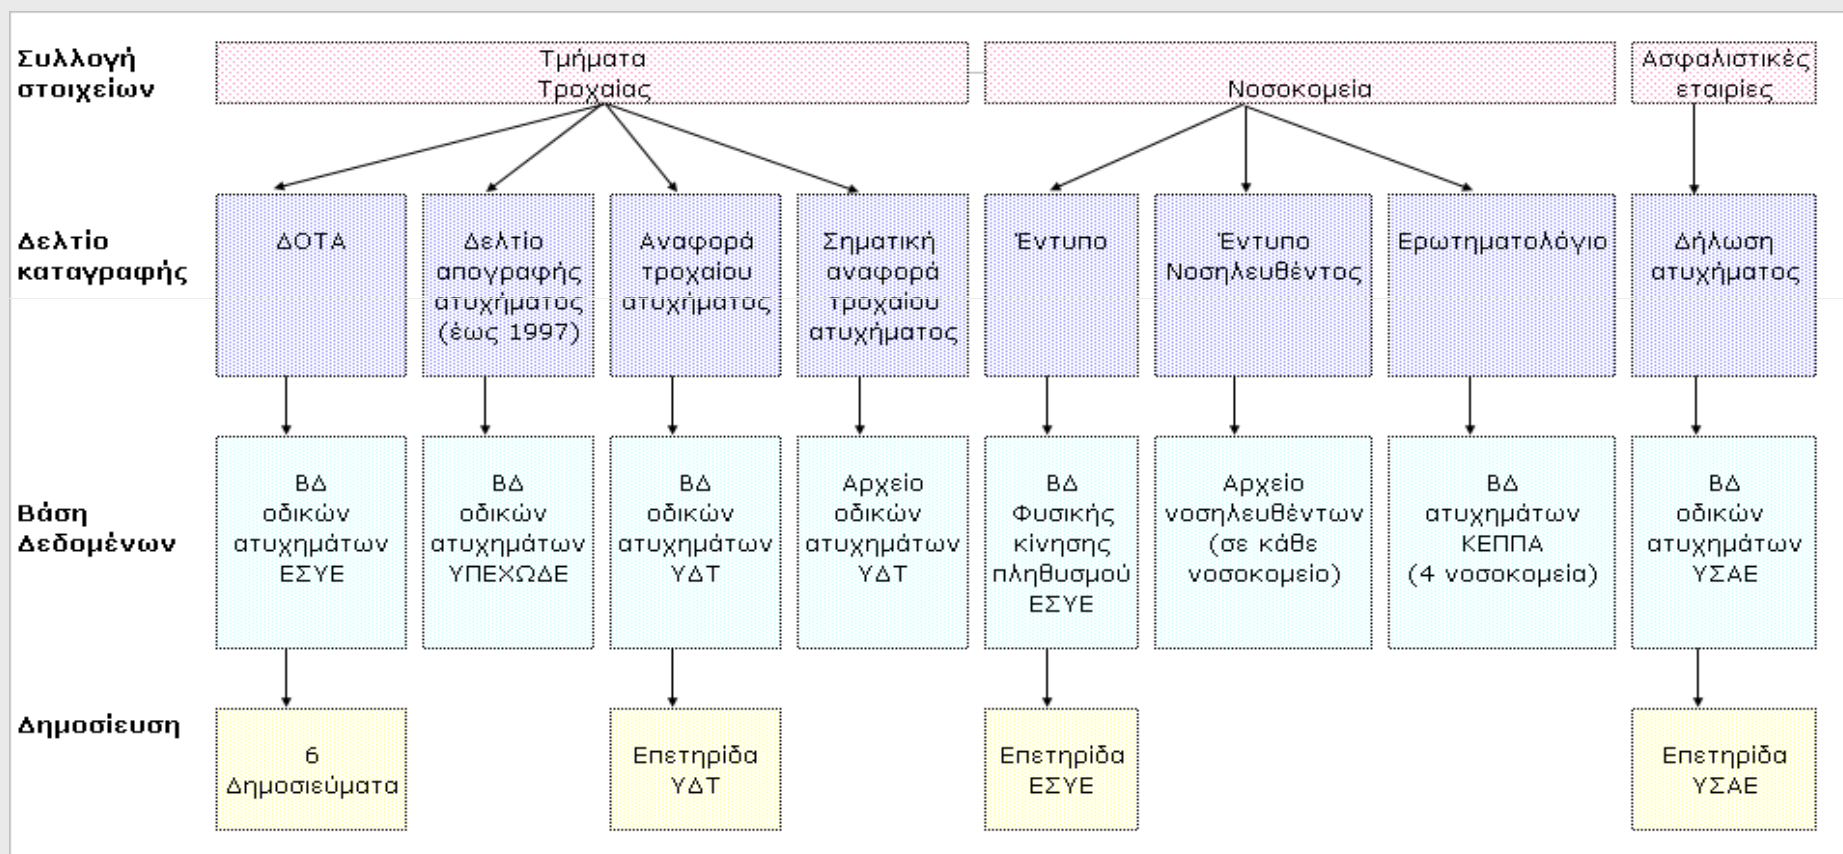 Συλλογή
στοιχείων
Τμήματα
Τροχαίας
Νοσοκομεία
Ασφαλιστικές
εταιρίες
Δελτίο
καταγραφής
ΔΟΤΑ
Δελτίο
απογραφής
ατυχήματος
(έως 1997)
Αναφορά
τροχαίου
ατυχήματος
Σηματική
αναφορά
τροχαίου
ατυχήματος
Έντυπο
Έντυπο
Νοσηλευθέντος
Ερωτηματολόγιο
Δήλωση
ατυχήματος
Βάση
Δεδομένων
ΒΔ
οδικών
ατυχημάτων
ΕΣΥΕ
ΒΔ
οδικών
ατυχημάτων
ΥΠΕΧΩΔΕ
ΒΔ
οδικών
ατυχημάτων
ΥΔΤ
Αρχείο
οδικών
ατυχημάτων
ΥΔΤ
ΒΔ
Φυσικής
κίνησης
πληθυσμού
ΕΣΥΕ
Αρχείο
νοσηλευθέντων
(σε κάθε
νοσοκομείο)
ΒΔ
ατυχημάτων
ΚΕΠΠΑ
(4 νοσοκομεία)
ΒΔ
οδικών
ατυχημάτων
ΥΣΑΕ
Δημοσίευση
6
Δημοσιεύματα
Επετηρίδα
ΥΔΤ
Επετηρίδα
ΕΣΥΕ
Επετηρίδα
ΥΣΑΕ